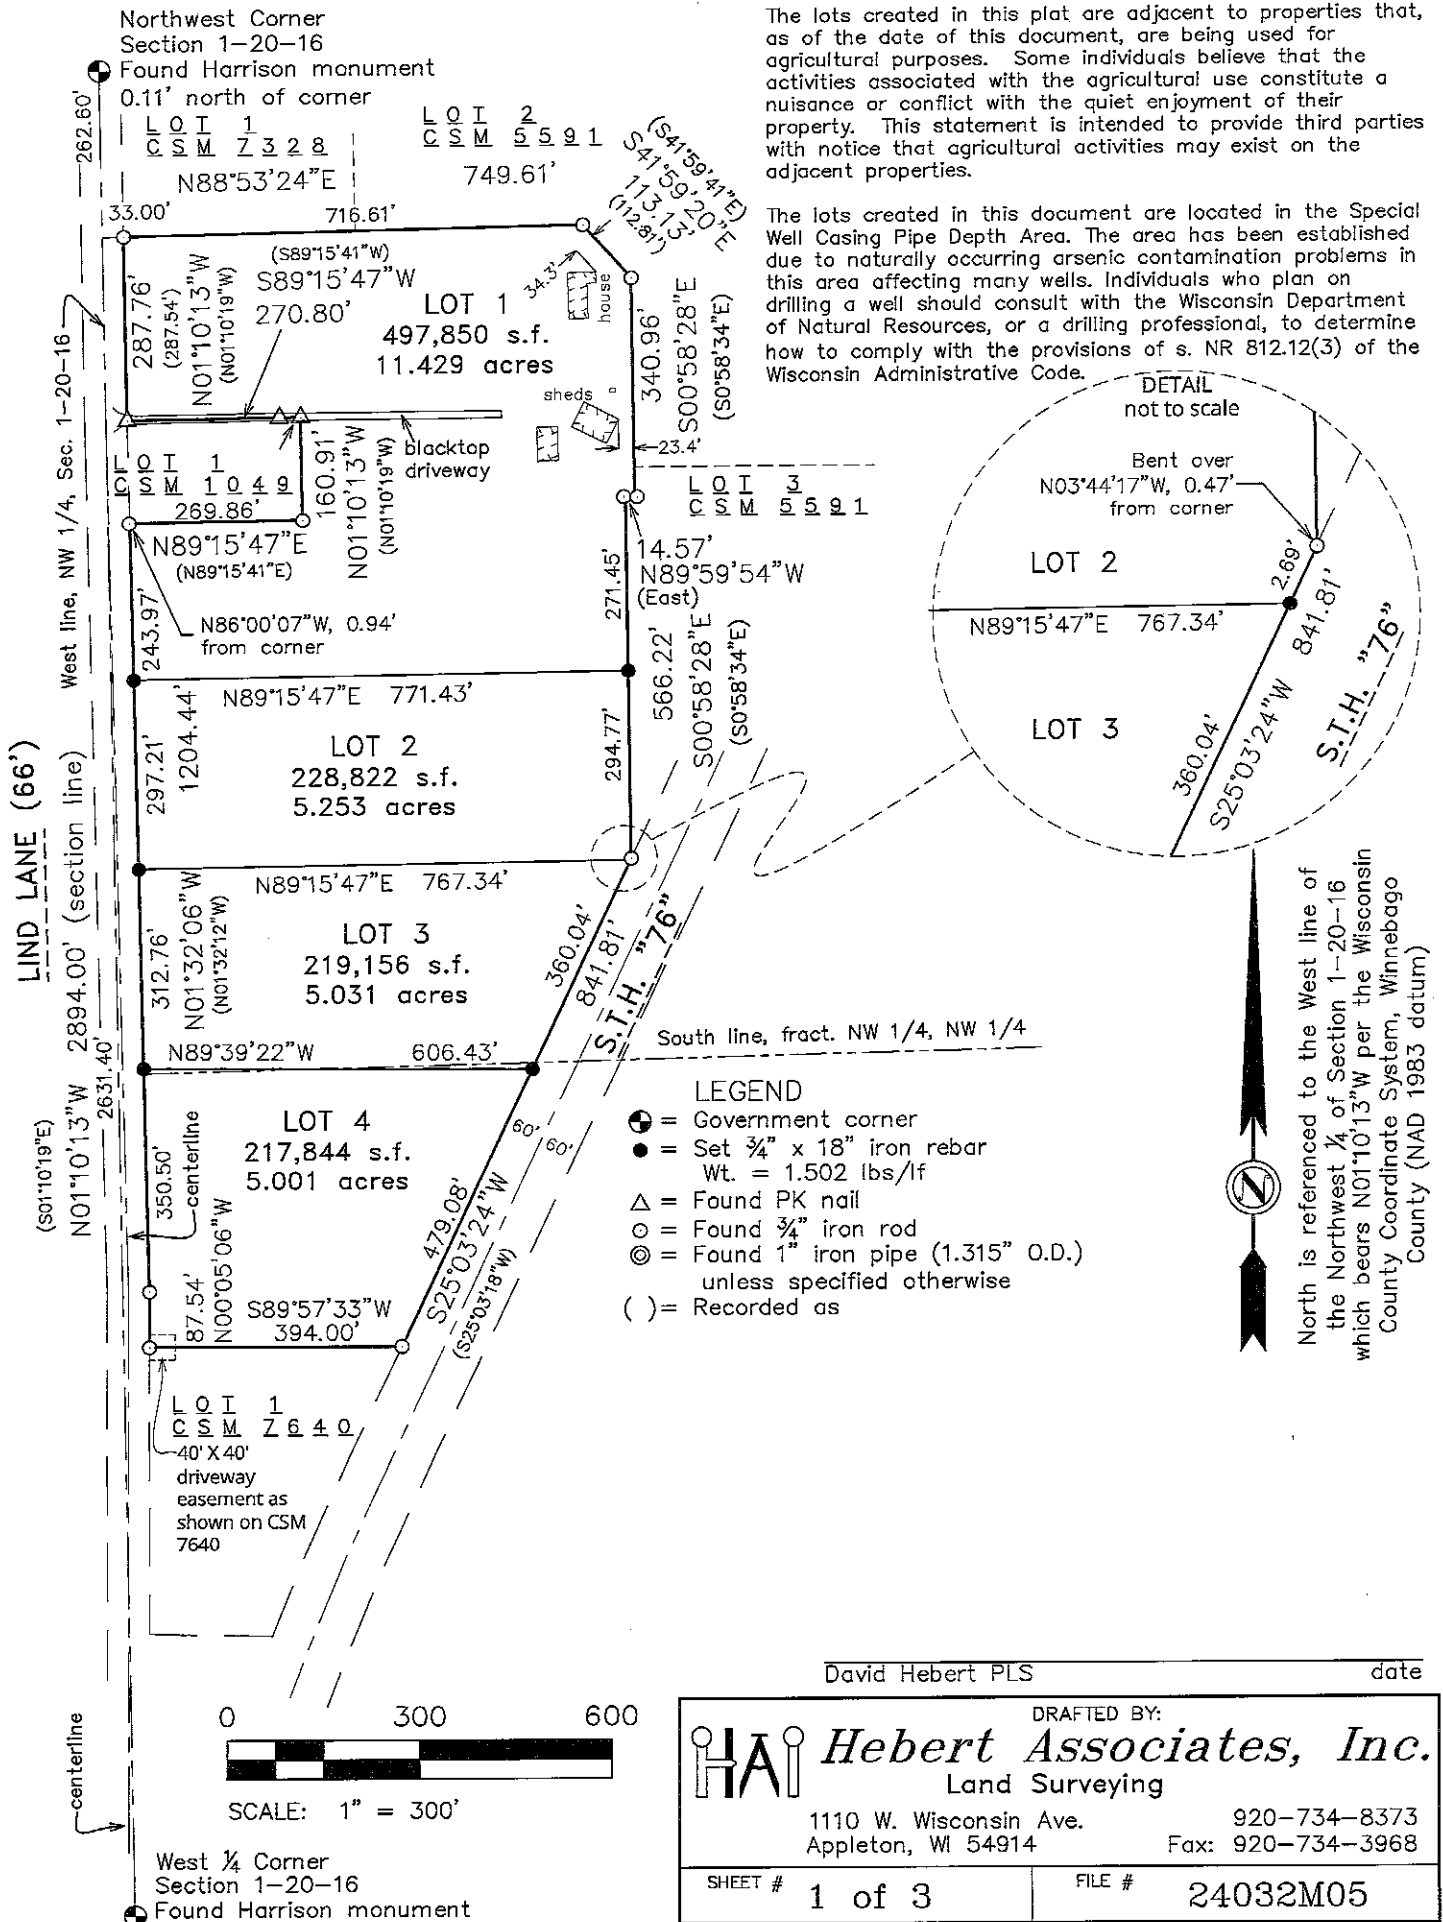 Northwest Corner
Section 1-20-16
Found Harrison monument
0.11' north of corner
262.60'
LOT 1
CSM 7328
LOT 2
CSM 5591
N88°53'24"E
749.61'
33.00'
716.61'
(S41°59'41"E)
S41°59'20"E
113.13'
(112.81')
The lots created in this plat are adjacent to properties that,
as of the date of this document, are being used for
agricultural purposes. Some individuals believe that the
activities associated with the agricultural use constitute a
nuisance or conflict with the quiet enjoyment of their
property. This statement is intended to provide third parties
with notice that agricultural activities may exist on the
adjacent properties.
The lots created in this document are located in the Special
Well Casing Pipe Depth Area. The area has been established
due to naturally occurring arsenic contamination problems in
this area affecting many wells. Individuals who plan on
drilling a well should consult with the Wisconsin Department
of Natural Resources, or a drilling professional, to determine
how to comply with the provisions of s. NR 812.12(3) of the
Wisconsin Administrative Code.
287.76'
(287.54')
N01°10'13"W
(N01°10'19"W)
(S89°15'41"W)
S89°15'47"W
270.80'
LOT 1
497,850 s.f.
11.429 acres
34.3'
house
340.96'
S00°58'28"E
(S0°58'34"E)
sheds
23.4'
blacktop
driveway
LOT 1
CSM 1049
269.86'
N89°15'47"E
(N89°15'41"E)
160.91'
N01°10'13"W
(N01°10'19"W)
LOT 3
CSM 5591
14.57'
N89°59'54"W
(East)
271.45'
243.97'
N86°00'07"W, 0.94'
from corner
West line, NW 1/4, Sec. 1-20-16
N89°15'47"E 771.43'
566.22'
S00°58'28"E
(S0°58'34"E)
297.21'
1204.44'
LOT 2
228,822 s.f.
5.253 acres
294.77'
N89°15'47"E 767.34'
LIND LANE (66')
(S01°10'19"E)
N01°10'13"W 2894.00' (section line)
2631.40'
312.76'
N01°32'06"W
(N01°32'12"W)
LOT 3
219,156 s.f.
5.031 acres
360.04'
841.81'
S.T.H. "76"
N89°39'22"W 606.43'
South line, fract. NW 1/4, NW 1/4
LOT 4
217,844 s.f.
5.001 acres
350.50'
centerline
60' 60'
479.08'
S25°03'24"W
(S25°03'18"W)
87.54'
N00°05'06"W
S89°57'33"W
394.00'
LOT 1
CSM 7640
40' X 40'
driveway
easement as
shown on CSM
7640
DETAIL
not to scale
Bent over
N03°44'17"W, 0.47'
from corner
LOT 2
2.69'
N89°15'47"E 767.34'
841.81'
LOT 3
360.04'
S25°03'24"W
S.T.H. "76"
LEGEND
= Government corner
= Set ¾" x 18" iron rebar
Wt. = 1.502 lbs/lf
= Found PK nail
= Found ¾" iron rod
= Found 1" iron pipe (1.315" O.D.)
unless specified otherwise
( )= Recorded as
N
North is referenced to the West line of
the Northwest ¼ of Section 1-20-16
which bears N01°10'13"W per the Wisconsin
County Coordinate System, Winnebago
County (NAD 1983 datum)
centerline
0 300 600
SCALE: 1" = 300'
West ¼ Corner
Section 1-20-16
Found Harrison monument
David Hebert PLS date
DRAFTED BY:
HAI Hebert Associates, Inc.
Land Surveying
1110 W. Wisconsin Ave. 920-734-8373
Appleton, WI 54914 Fax: 920-734-3968
SHEET # 1 of 3 FILE # 24032M05